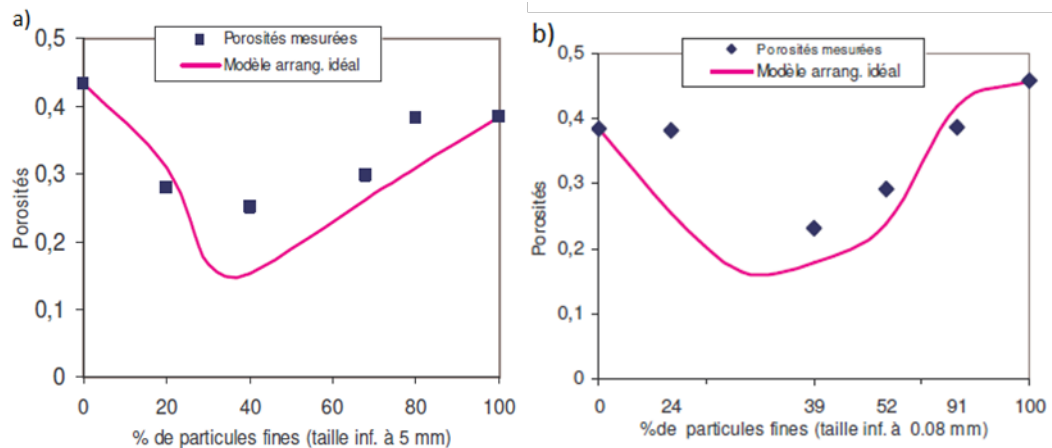 a)
Porosités mesurées
Modèle arrang. idéal
Porosités
0,5
0,4
0,3
0,2
0,1
0
0 20 40 60 80 100
% de particules fines (taille inf. à 5 mm)
b)
Porosités mesurées
Modèle arrang. idéal
Porosités
0,5
0,4
0,3
0,2
0,1
0
0 24 39 52 91 100
%de particules fines (taille inf. à 0.08 mm)